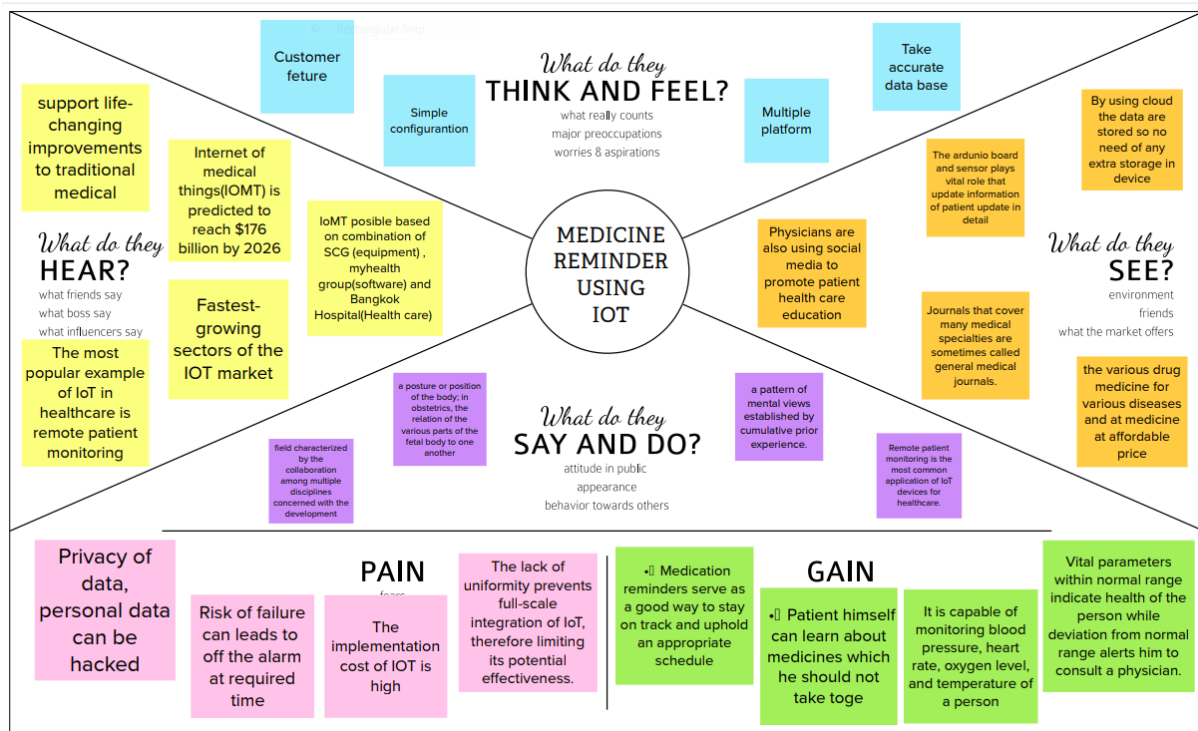 Rectangular Snip
Customer
feture
Simple
configurantion
What do they
THINK AND FEEL?
what really counts
major preoccupations
worries & aspirations
Multiple
platform
Take
accurate
data base
support life-
changing
improvements
to traditional
medical
Internet of
medical
things(IOMT) is
predicted to
reach $176
billion by 2026
IoMT posible based
on combination of
SCG (equipment) ,
myhealth
group(software) and
Bangkok
Hospital(Health care)
What do they
HEAR?
what friends say
what boss say
what influencers say
Fastest-
growing
sectors of the
IOT market
The most
popular example
of IoT in
healthcare is
remote patient
monitoring
MEDICINE
REMINDER
USING
IOT
By using cloud
the data are
stored so no
need of any
extra storage in
device
The ardunio board
and sensor plays
vital role that
update information
of patient update in
detail
Physicians are
also using social
media to
promote patient
health care
education
What do they
SEE?
environment
friends
what the market offers
Journals that cover
many medical
specialties are
sometimes called
general medical
journals.
the various drug
medicine for
various diseases
and at medicine
at affordable
price
a posture or position
of the body; in
obstetrics, the
relation of the
various parts of the
fetal body to one
another
field characterized
by the
collaboration
among multiple
disciplines
concerned with the
development
What do they
SAY AND DO?
attitude in public
appearance
behavior towards others
a pattern of
mental views
established by
cumulative prior
experience.
Remote patient
monitoring is the
most common
application of IoT
devices for
healthcare.
PAIN
fears
Privacy of
data,
personal data
can be
hacked
Risk of failure
can leads to
off the alarm
at required
time
The
implementation
cost of IOT is
high
The lack of
uniformity prevents
full-scale
integration of IoT,
therefore limiting
its potential
effectiveness.
GAIN
• Medication
reminders serve as
a good way to stay
on track and uphold
an appropriate
schedule
• Patient himself
can learn about
medicines which
he should not
take toge
It is capable of
monitoring blood
pressure, heart
rate, oxygen level,
and temperature of
a person
Vital parameters
within normal range
indicate health of the
person while
deviation from normal
range alerts him to
consult a physician.